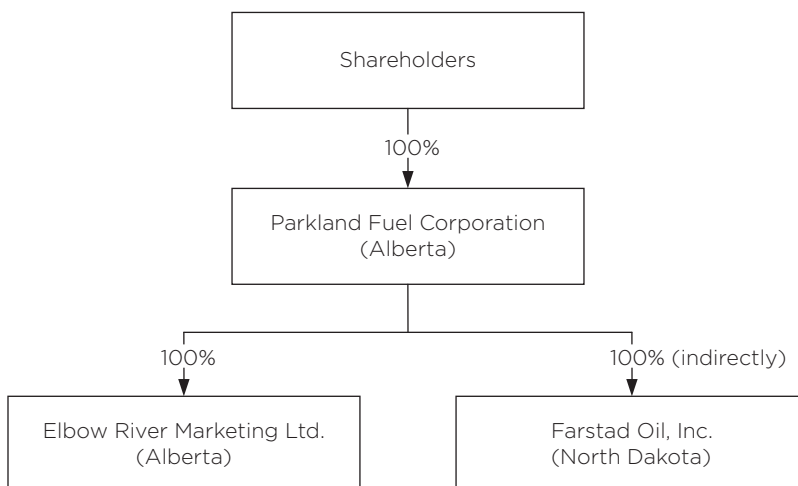 Shareholders
100%
Parkland Fuel Corporation
(Alberta)
100%
100% (indirectly)
Elbow River Marketing Ltd.
(Alberta)
Farstad Oil, Inc.
(North Dakota)